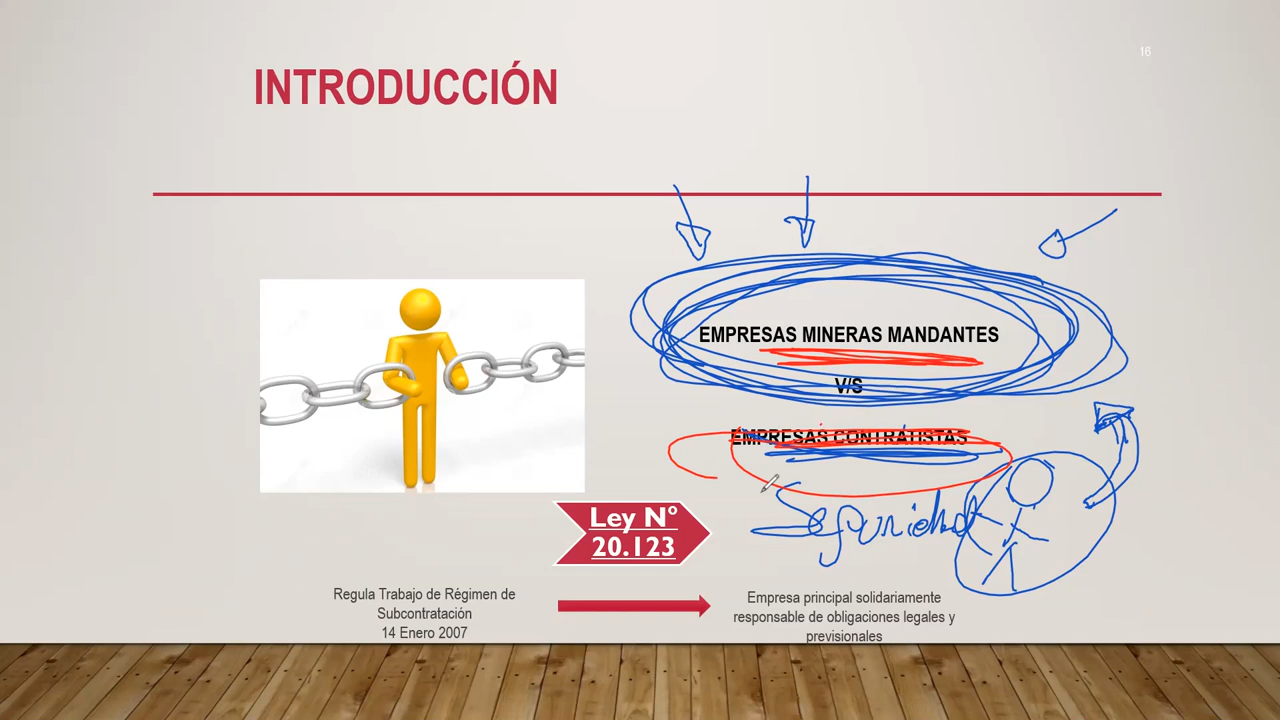 16
INTRODUCCIÓN
EMPRESAS MINERAS MANDANTES
V/S
EMPRESAS CONTRATISTAS
Seguridad
Ley N°
20.123
Regula Trabajo de Régimen de
Subcontratación
14 Enero 2007
Empresa principal solidariamente
responsable de obligaciones legales y
previsionales